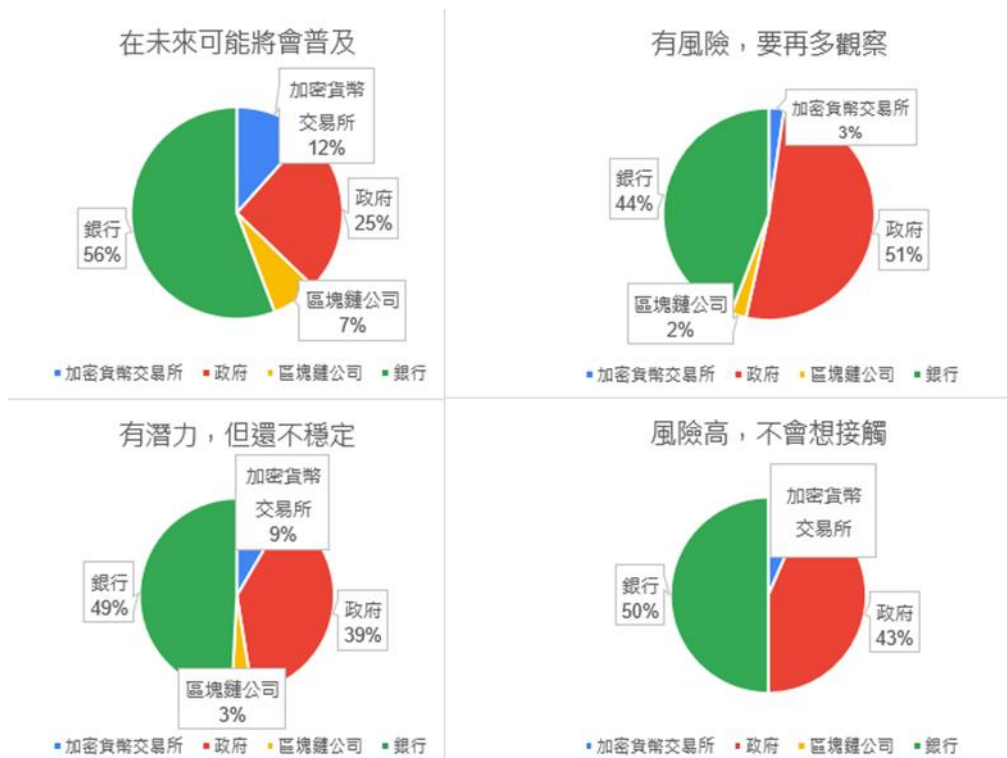 在未來可能將會普及
加密貨幣
交易所
12%
政府
25%
銀行
56%
區塊鏈公司
7%
▪加密貨幣交易所 ▪政府 ▪區塊鏈公司 ▪銀行
有風險，要再多觀察
加密貨幣交易所
3%
銀行
44%
政府
51%
區塊鏈公司
2%
▪加密貨幣交易所 ▪政府 ▪區塊鏈公司 ▪銀行
有潛力，但還不穩定
加密貨幣
交易所
9%
銀行
49%
政府
39%
區塊鏈公司
3%
▪加密貨幣交易所 ▪政府 ▪區塊鏈公司 ▪銀行
風險高，不會想接觸
加密貨幣
交易所
銀行
50%
政府
43%
▪加密貨幣交易所 ▪政府 ▪區塊鏈公司 ▪銀行